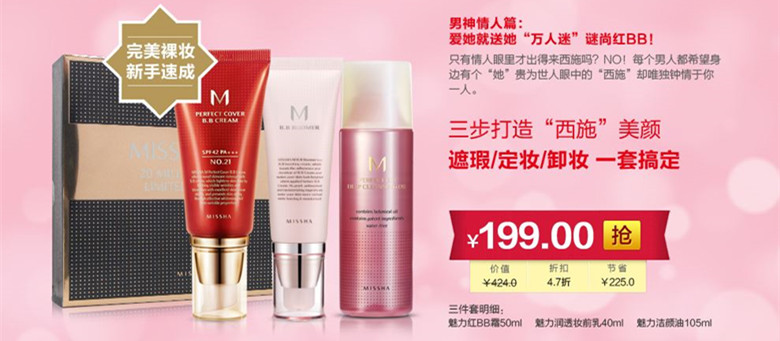 完美裸妆
新手速成
M
PERFECT COVER
B.B CREAM
SPF42 PA+++
NO.21
MISSHA
M
B.B BOOMER
MISSHA
M
MISSHA
男神情人篇：
爱她就送她“万人迷”谜尚红BB！
只有情人眼里才出得来西施吗？NO！每个男人都希望身
边有个“她”贵为世人眼中的“西施”却唯独钟情于你
一人。
三步打造“西施”美颜
遮瑕/定妆/卸妆 一套搞定
¥199.00 抢
价值 折扣 节省
¥424.0 4.7折 ¥225.0
三件套明细：
魅力红BB霜50ml 魅力润透妆前乳40ml 魅力洁颜油105ml